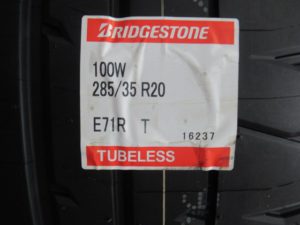 BRIDGESTONE
100W
285/35 R20
E71R T
16237
TUBELESS